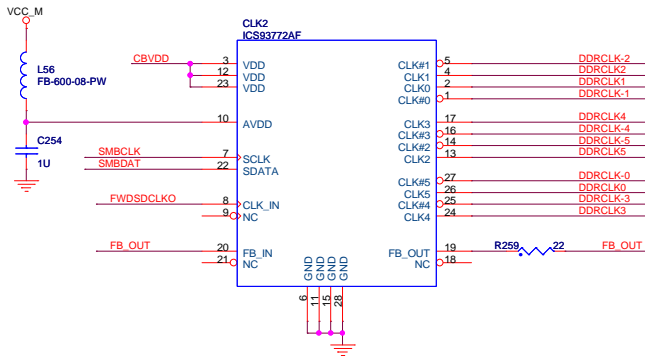 VCC_M
CLK2
ICS93772AF
L56
FB-600-08-PW
C254
1U
CBVDD
3 VDD
12 VDD
23 VDD
10 AVDD
SMBCLK 7 SCLK
SMBDAT 22 SDATA
FWDSDCLKO 8 CLK_IN
9 NC
FB_OUT 20 FB_IN
21 NC
CLK#1 5 DDRCLK-2
CLK1 4 DDRCLK2
CLK0 2 DDRCLK1
CLK#0 1 DDRCLK-1
CLK3 17 DDRCLK4
CLK#3 16 DDRCLK-4
CLK#2 14 DDRCLK-5
CLK2 13 DDRCLK5
CLK#5 27 DDRCLK-0
CLK5 26 DDRCLK0
CLK#4 25 DDRCLK-3
CLK4 24 DDRCLK3
FB_OUT 19 R259 22 FB_OUT
NC 18
GND GND GND GND
6 11 15 28